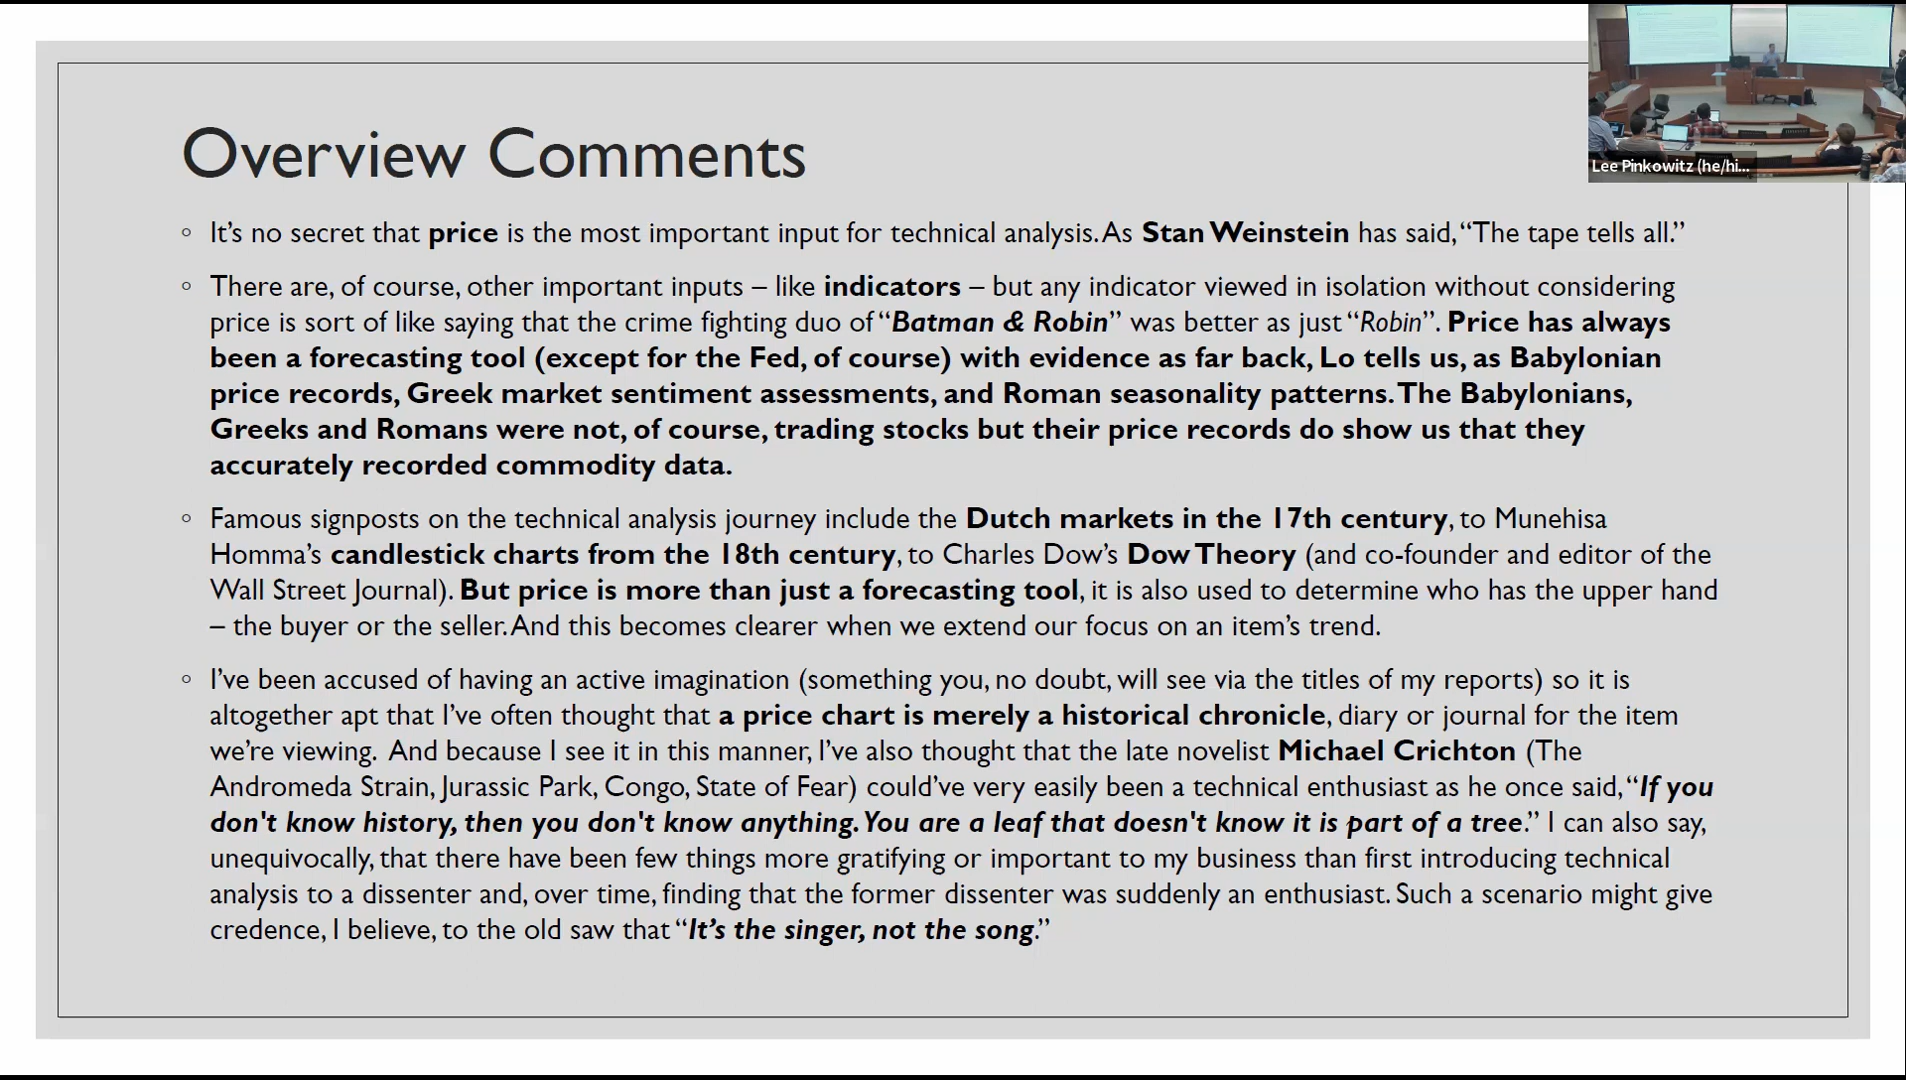 Overview Comments
Lee Pinkowitz (he/hi...
◦ It’s no secret that price is the most important input for technical analysis. As Stan Weinstein has said, “The tape tells all.”
◦ There are, of course, other important inputs – like indicators – but any indicator viewed in isolation without considering
price is sort of like saying that the crime fighting duo of “Batman & Robin” was better as just “Robin”. Price has always
been a forecasting tool (except for the Fed, of course) with evidence as far back, Lo tells us, as Babylonian
price records, Greek market sentiment assessments, and Roman seasonality patterns. The Babylonians,
Greeks and Romans were not, of course, trading stocks but their price records do show us that they
accurately recorded commodity data.
◦ Famous signposts on the technical analysis journey include the Dutch markets in the 17th century, to Munehisa
Homma’s candlestick charts from the 18th century, to Charles Dow’s Dow Theory (and co-founder and editor of the
Wall Street Journal). But price is more than just a forecasting tool, it is also used to determine who has the upper hand
– the buyer or the seller. And this becomes clearer when we extend our focus on an item’s trend.
◦ I’ve been accused of having an active imagination (something you, no doubt, will see via the titles of my reports) so it is
altogether apt that I’ve often thought that a price chart is merely a historical chronicle, diary or journal for the item
we’re viewing. And because I see it in this manner, I’ve also thought that the late novelist Michael Crichton (The
Andromeda Strain, Jurassic Park, Congo, State of Fear) could’ve very easily been a technical enthusiast as he once said, “If you
don't know history, then you don't know anything. You are a leaf that doesn't know it is part of a tree.” I can also say,
unequivocally, that there have been few things more gratifying or important to my business than first introducing technical
analysis to a dissenter and, over time, finding that the former dissenter was suddenly an enthusiast. Such a scenario might give
credence, I believe, to the old saw that “It’s the singer, not the song.”